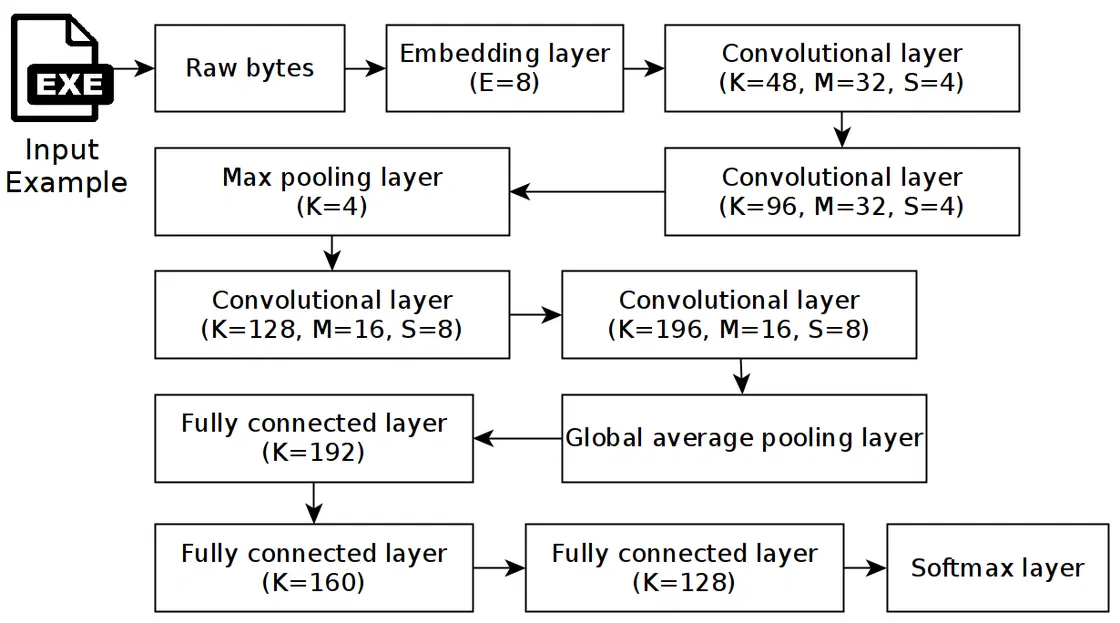 EXE
Input
Example
Raw bytes
Embedding layer
(E=8)
Convolutional layer
(K=48, M=32, S=4)
Convolutional layer
(K=96, M=32, S=4)
Max pooling layer
(K=4)
Convolutional layer
(K=128, M=16, S=8)
Convolutional layer
(K=196, M=16, S=8)
Global average pooling layer
Fully connected layer
(K=192)
Fully connected layer
(K=160)
Fully connected layer
(K=128)
Softmax layer